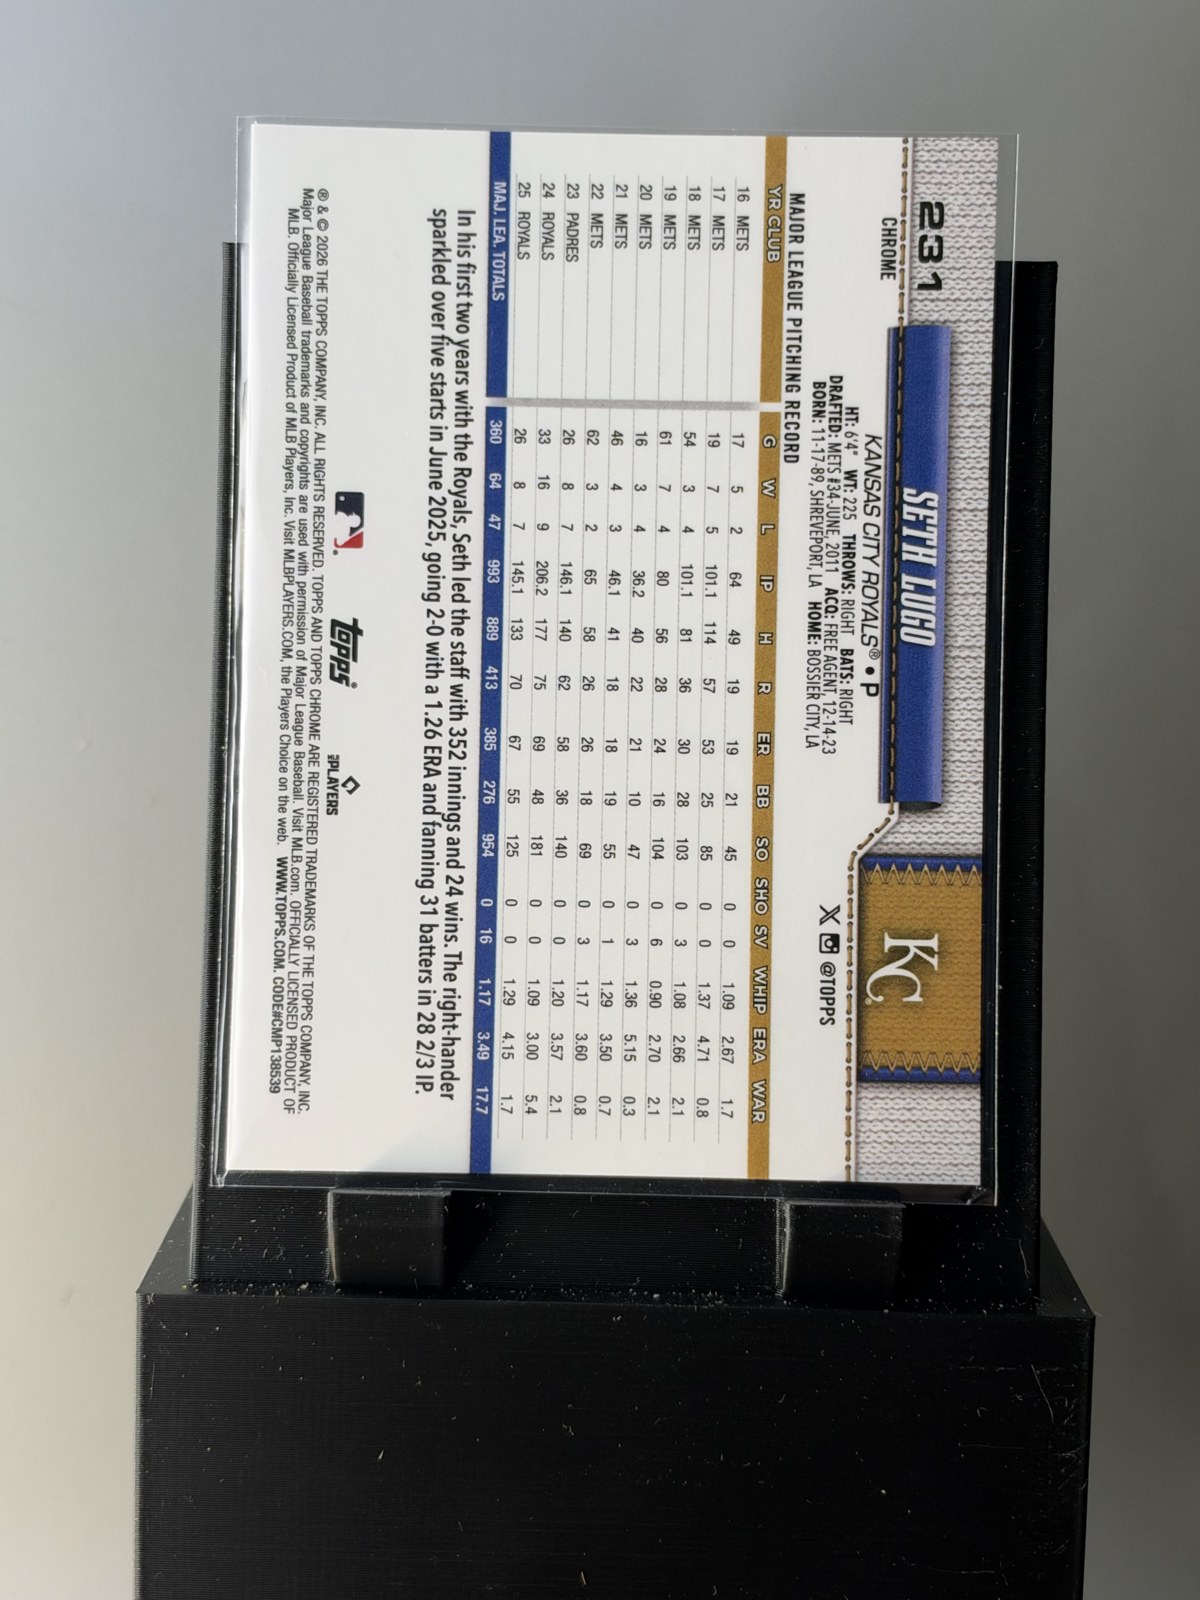 231
CHROME
SETH LUGO
KANSAS CITY ROYALS® • P
KC
HT: 6'4" WT: 225 THROWS: RIGHT BATS: RIGHT
DRAFTED: METS #34-JUNE, 2011 ACQ: FREE AGENT, 12-14-23
BORN: 11-17-89, SHREVEPORT, LA HOME: BOSSIER CITY, LA
X @TOPPS
MAJOR LEAGUE PITCHING RECORD
YR CLUB G W L IP H R ER BB SO SHO SV WHIP ERA WAR
16 METS 17 5 2 64 49 19 19 21 45 0 0 1.09 2.67 1.7
17 METS 19 7 5 101.1 114 57 53 25 85 0 0 1.37 4.71 0.8
18 METS 54 3 4 101.1 81 36 30 28 103 0 3 1.08 2.66 2.1
19 METS 61 7 4 80 56 28 24 16 104 0 6 0.90 2.70 2.1
20 METS 16 3 4 36.2 40 22 21 10 47 0 3 1.36 5.15 0.3
21 METS 46 4 3 46.1 41 18 18 19 55 0 1 1.29 3.50 0.7
22 METS 62 3 2 65 58 26 26 18 69 0 3 1.17 3.60 0.8
23 PADRES 26 8 7 146.1 140 62 58 36 140 0 0 1.20 3.57 2.1
24 ROYALS 33 16 9 206.2 177 75 69 48 181 0 0 1.09 3.00 5.4
25 ROYALS 26 8 7 145.1 133 70 67 55 125 0 0 1.29 4.15 1.7
MAJ. LEA. TOTALS 360 64 47 993 889 413 385 276 954 0 16 1.17 3.49 17.7
In his first two years with the Royals, Seth led the staff with 352 innings and 24 wins. The right-hander
sparkled over five starts in June 2025, going 2-0 with a 1.26 ERA and fanning 31 batters in 28 2/3 IP.
topps®
MLBPLAYERS
® & © 2026 THE TOPPS COMPANY, INC. ALL RIGHTS RESERVED. TOPPS AND TOPPS CHROME ARE REGISTERED TRADEMARKS OF THE TOPPS COMPANY, INC.
Major League Baseball trademarks and copyrights are used with permission of Major League Baseball. Visit MLB.com. OFFICIALLY LICENSED PRODUCT OF
MLB. Officially Licensed Product of MLB Players, Inc. Visit MLBPLAYERS.COM, the Players Choice on the web. WWW.TOPPS.COM. CODE#CMP138539